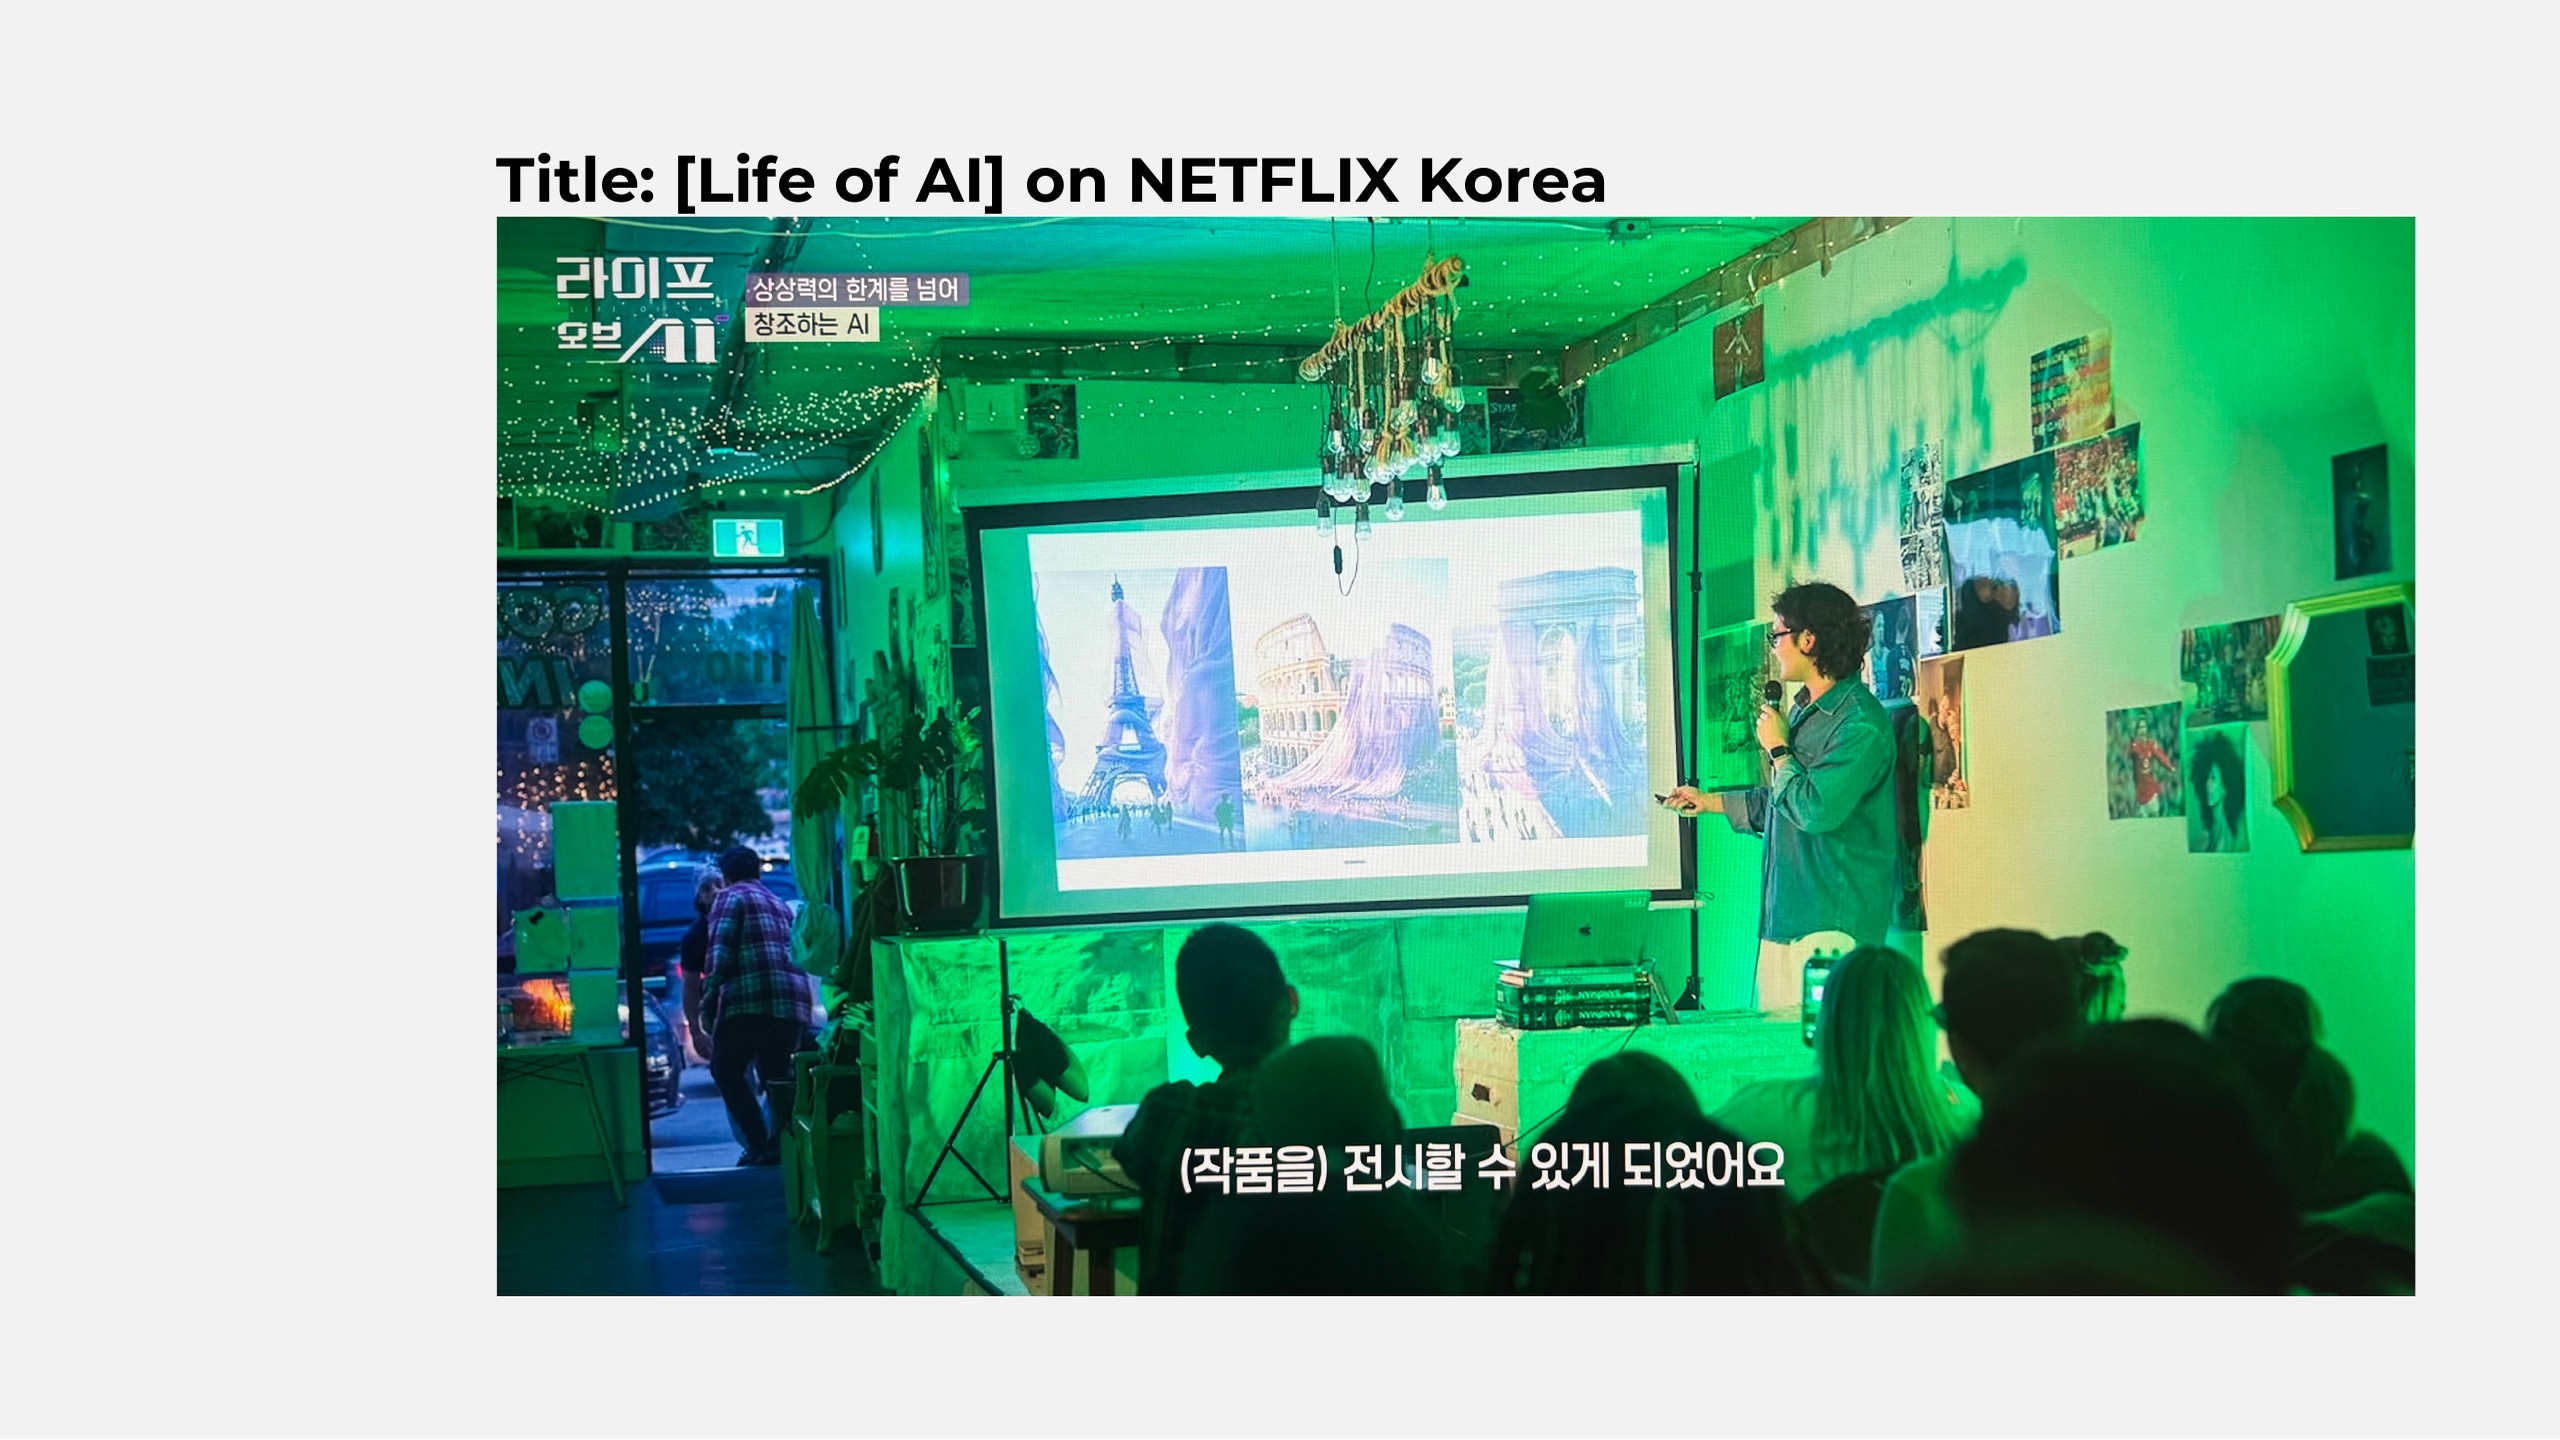 Title: [Life of AI] on NETFLIX Korea
라이프
오브 AI
상상력의 한계를 넘어
창조하는 AI
1110
(작품을) 전시할 수 있게 되었어요